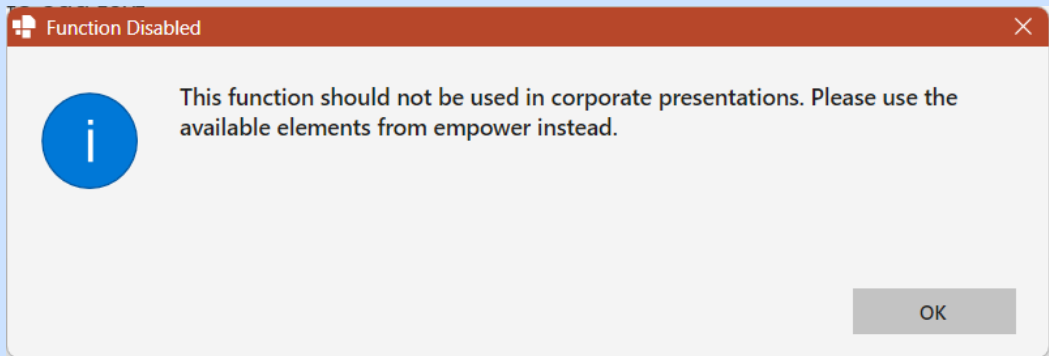 Function Disabled
This function should not be used in corporate presentations. Please use the
available elements from empower instead.
OK